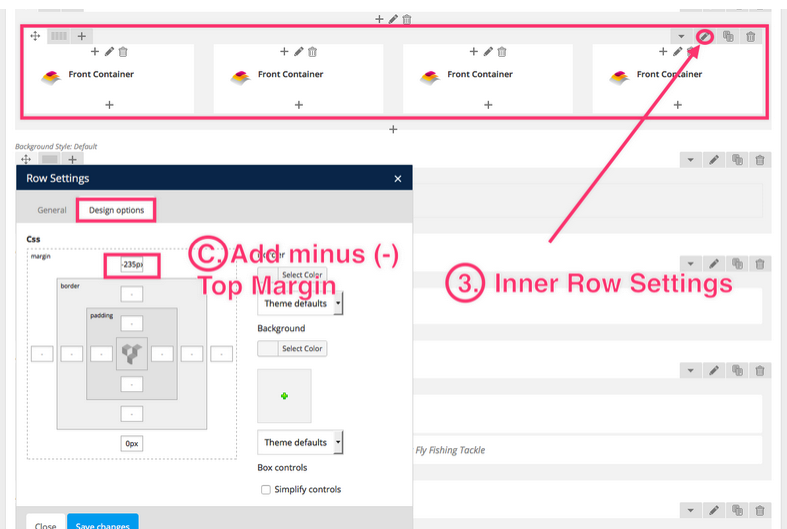 Front Container
Front Container
Front Container
Front Container
Background Style: Default
Row Settings
General
Design options
3. Inner Row Settings
Css
C. Add minus (-)
Top Margin
margin
235px
Select Color
border
Theme defaults
padding
Background
Select Color
Theme defaults
0px
Fly Fishing Tackle
Box controls
Simplify controls
Close
Save changes